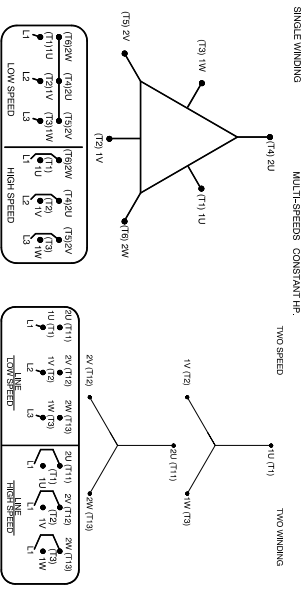 SINGLE WINDING MULTI-SPEEDS CONSTANT HP.
(T4) 2U
(T3) 1W (T1) 1U
(T5) 2V (T2) 1V (T6) 2W
(T6)2W (T4)2U (T5)2V
(T1)1U (T2)1V (T3)1W
L1 L2 L3
LOW SPEED
(T6)2W (T4)2U (T5)2V
(T1) (T2) (T3)
1U 1V 1W
L1 L2 L3
HIGH SPEED
TWO SPEED TWO WINDING
1U (T1)
1V (T2) 1W (T3)
2U (T11)
2V (T12) 2W (T13)
2U (T11) 2V (T12) 2W (T13)
1U (T1) 1V (T2) 1W (T3)
L1 L2 L3
LINE
LOW SPEED
2U (T11) 2V (T12) 2W (T13)
(T1) (T2) (T3)
1U 1V 1W
L1 L1 L1
LINE
HIGH SPEED